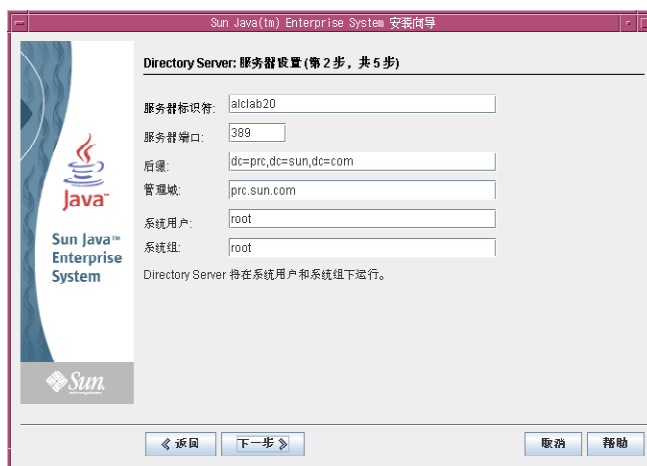 Sun Java(tm) Enterprise System 安装向导
Directory Server: 服务器设置 (第 2 步，共 5 步)
服务器标识符: alclab20
服务器端口: 389
后缀: dc=prc,dc=sun,dc=com
管理域: prc.sun.com
系统用户: root
系统组: root
Directory Server 将在系统用户和系统组下运行。
Java™
Sun Java™
Enterprise
System
Sun
microsystems
返回 下一步 取消 帮助